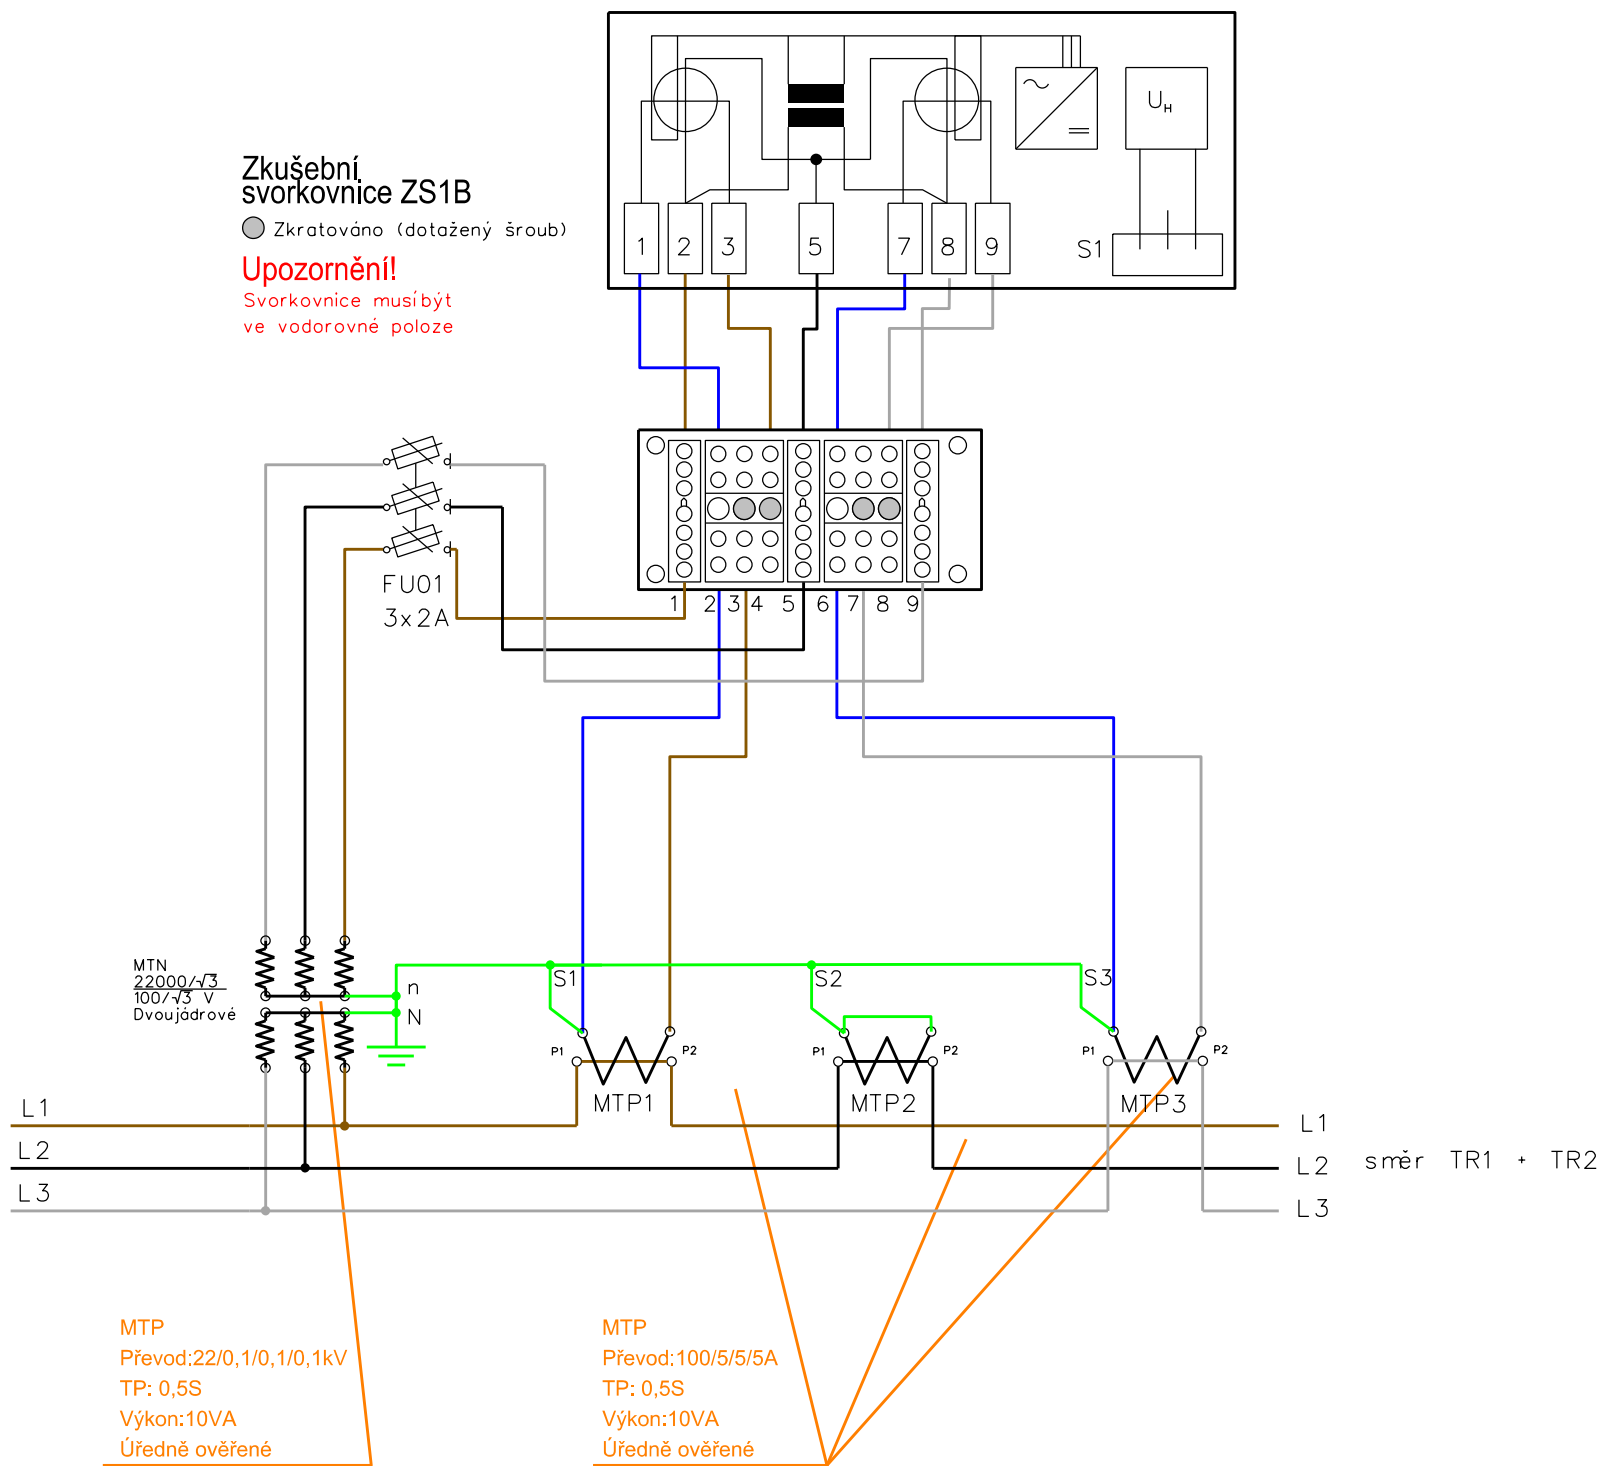 U H
1 2 3 5 7 8 9 S1
Zkušební
svorkovnice ZS1B
Zkratováno (dotažený šroub)
Upozornění!
Svorkovnice musí být
ve vodorovné poloze
FU01
3x2A
1 2 3 4 5 6 7 8 9
MTN
22000/√3
100/√3 V
Dvoujádrové
n
N
S1 S2 S3
P1 P2 P1 P2 P1 P2
MTP1 MTP2 MTP3
L1 L1
L2 L2 směr TR1 + TR2
L3 L3
MTP
Převod:22/0,1/0,1/0,1kV
TP: 0,5S
Výkon:10VA
Úředně ověřené
MTP
Převod:100/5/5/5A
TP: 0,5S
Výkon:10VA
Úředně ověřené